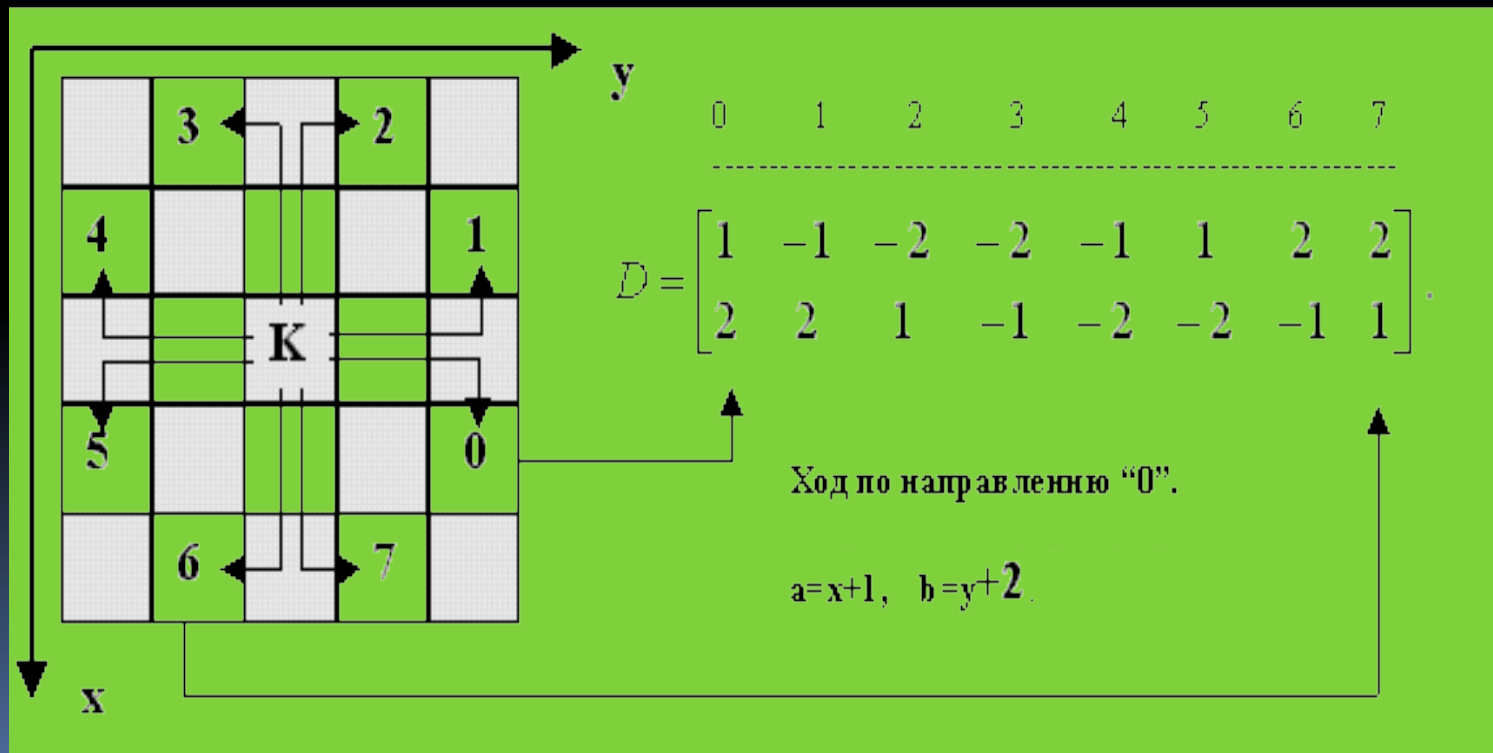 y
3 2
0 1 2 3 4 5 6 7
4 1
D = [1 −1 −2 −2 −1 1 2 2
2 2 1 −1 −2 −2 −1 1].
K
5 0
Ход по направлению “0”.
6 7
a=x+1, b=y+2.
x